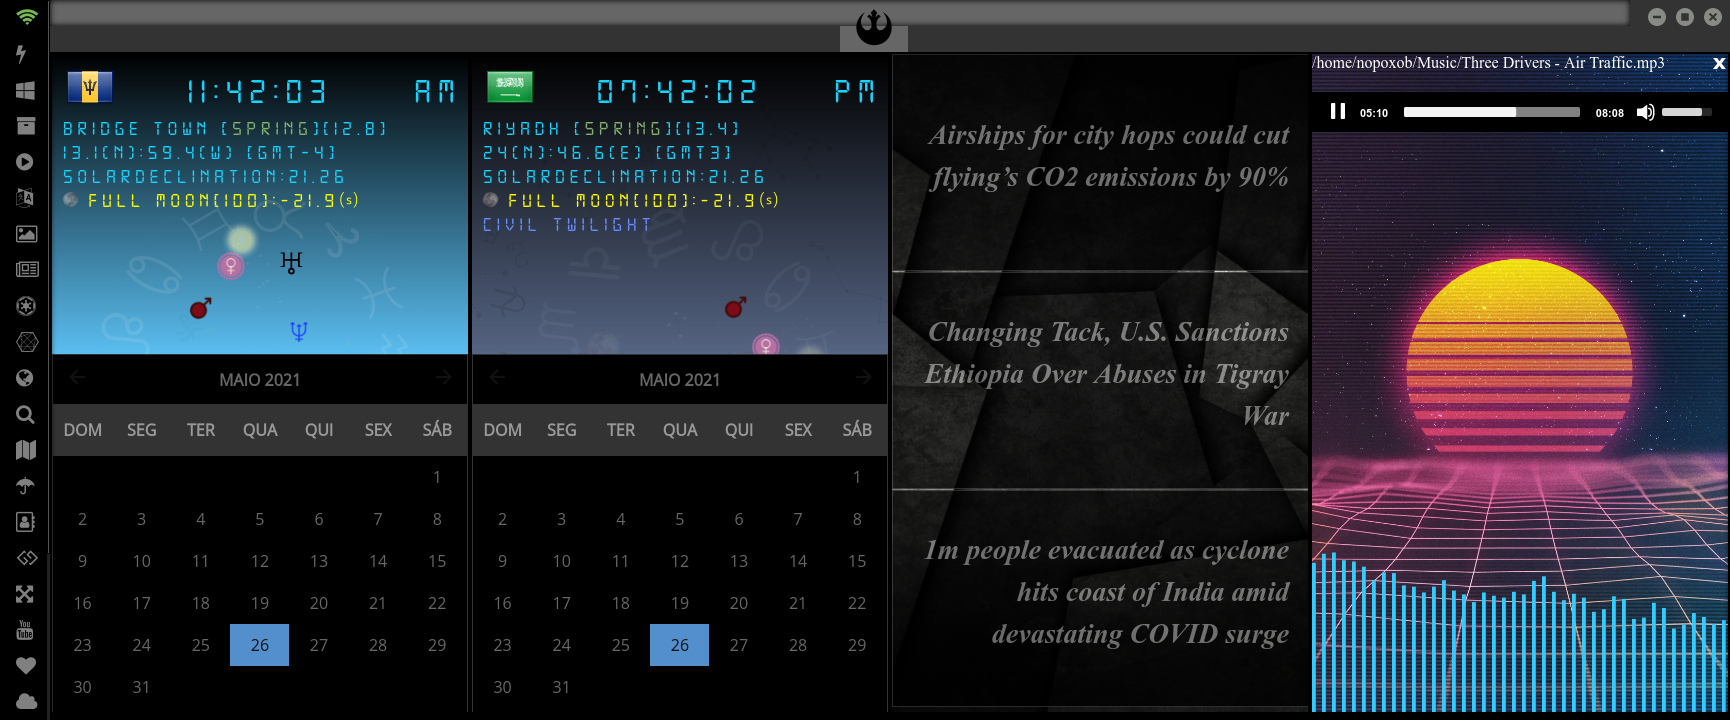 11:42:03 AM
BRIDGE TOWN [SPRING][12.8]
13.1(N):59.4(W) [GMT-4]
SOLARDECLINATION:21.26
FULL MOON[100]:-21.9(s)
MAIO 2021
DOM SEG TER QUA QUI SEX SÁB
1
2 3 4 5 6 7 8
9 10 11 12 13 14 15
16 17 18 19 20 21 22
23 24 25 26 27 28 29
30 31
07:42:02 PM
RIYADH [SPRING][13.4]
24(N):46.6(E) [GMT3]
SOLARDECLINATION:21.26
FULL MOON[100]:-21.9(s)
CIVIL TWILIGHT
MAIO 2021
DOM SEG TER QUA QUI SEX SÁB
1
2 3 4 5 6 7 8
9 10 11 12 13 14 15
16 17 18 19 20 21 22
23 24 25 26 27 28 29
30 31
Airships for city hops could cut
flying’s CO2 emissions by 90%
Changing Tack, U.S. Sanctions
Ethiopia Over Abuses in Tigray
War
1m people evacuated as cyclone
hits coast of India amid
devastating COVID surge
/home/nopoxob/Music/Three Drivers - Air Traffic.mp3 x
05:10 08:08
You
Tube